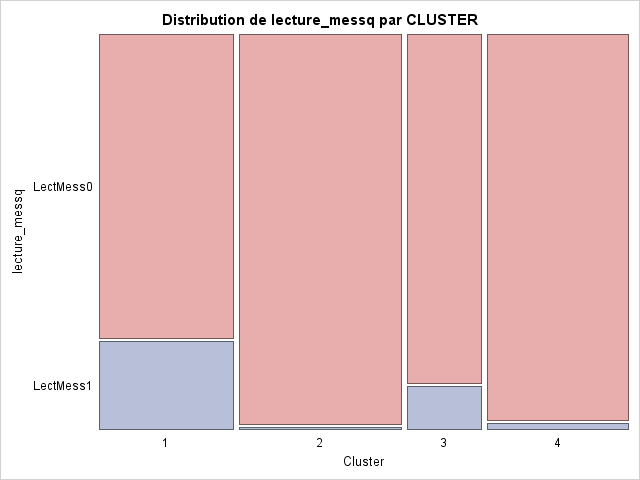 Distribution de lecture_messq par CLUSTER
lecture_messq
LectMess0
LectMess1
1 2 3 4
Cluster